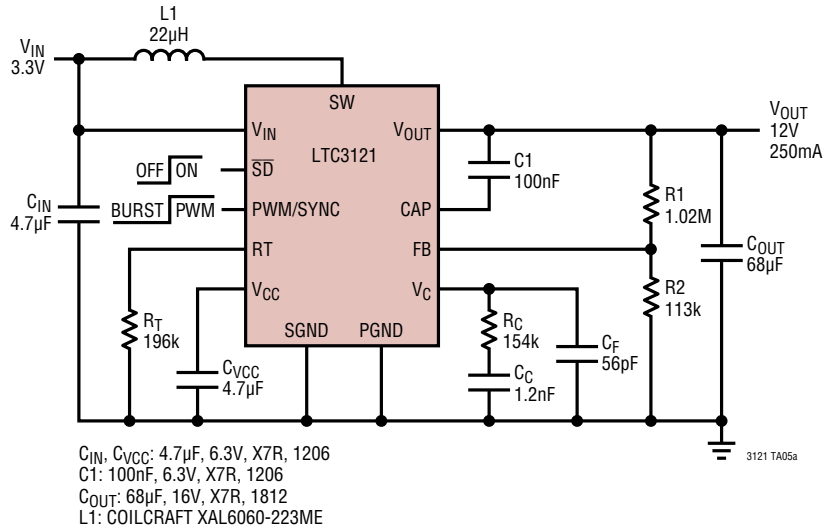 L1
22µH
VIN
3.3V
SW
VIN
VOUT
LTC3121
VOUT
12V
250mA
OFF ON
SD
C1
100nF
BURST PWM
PWM/SYNC
CAP
R1
1.02M
CIN
4.7µF
RT
FB
COUT
68µF
VCC
VC
R2
113k
RT
196k
SGND
PGND
RC
154k
CF
56pF
CVCC
4.7µF
CC
1.2nF
3121 TA05a
CIN, CVCC: 4.7µF, 6.3V, X7R, 1206
C1: 100nF, 6.3V, X7R, 1206
COUT: 68µF, 16V, X7R, 1812
L1: COILCRAFT XAL6060-223ME